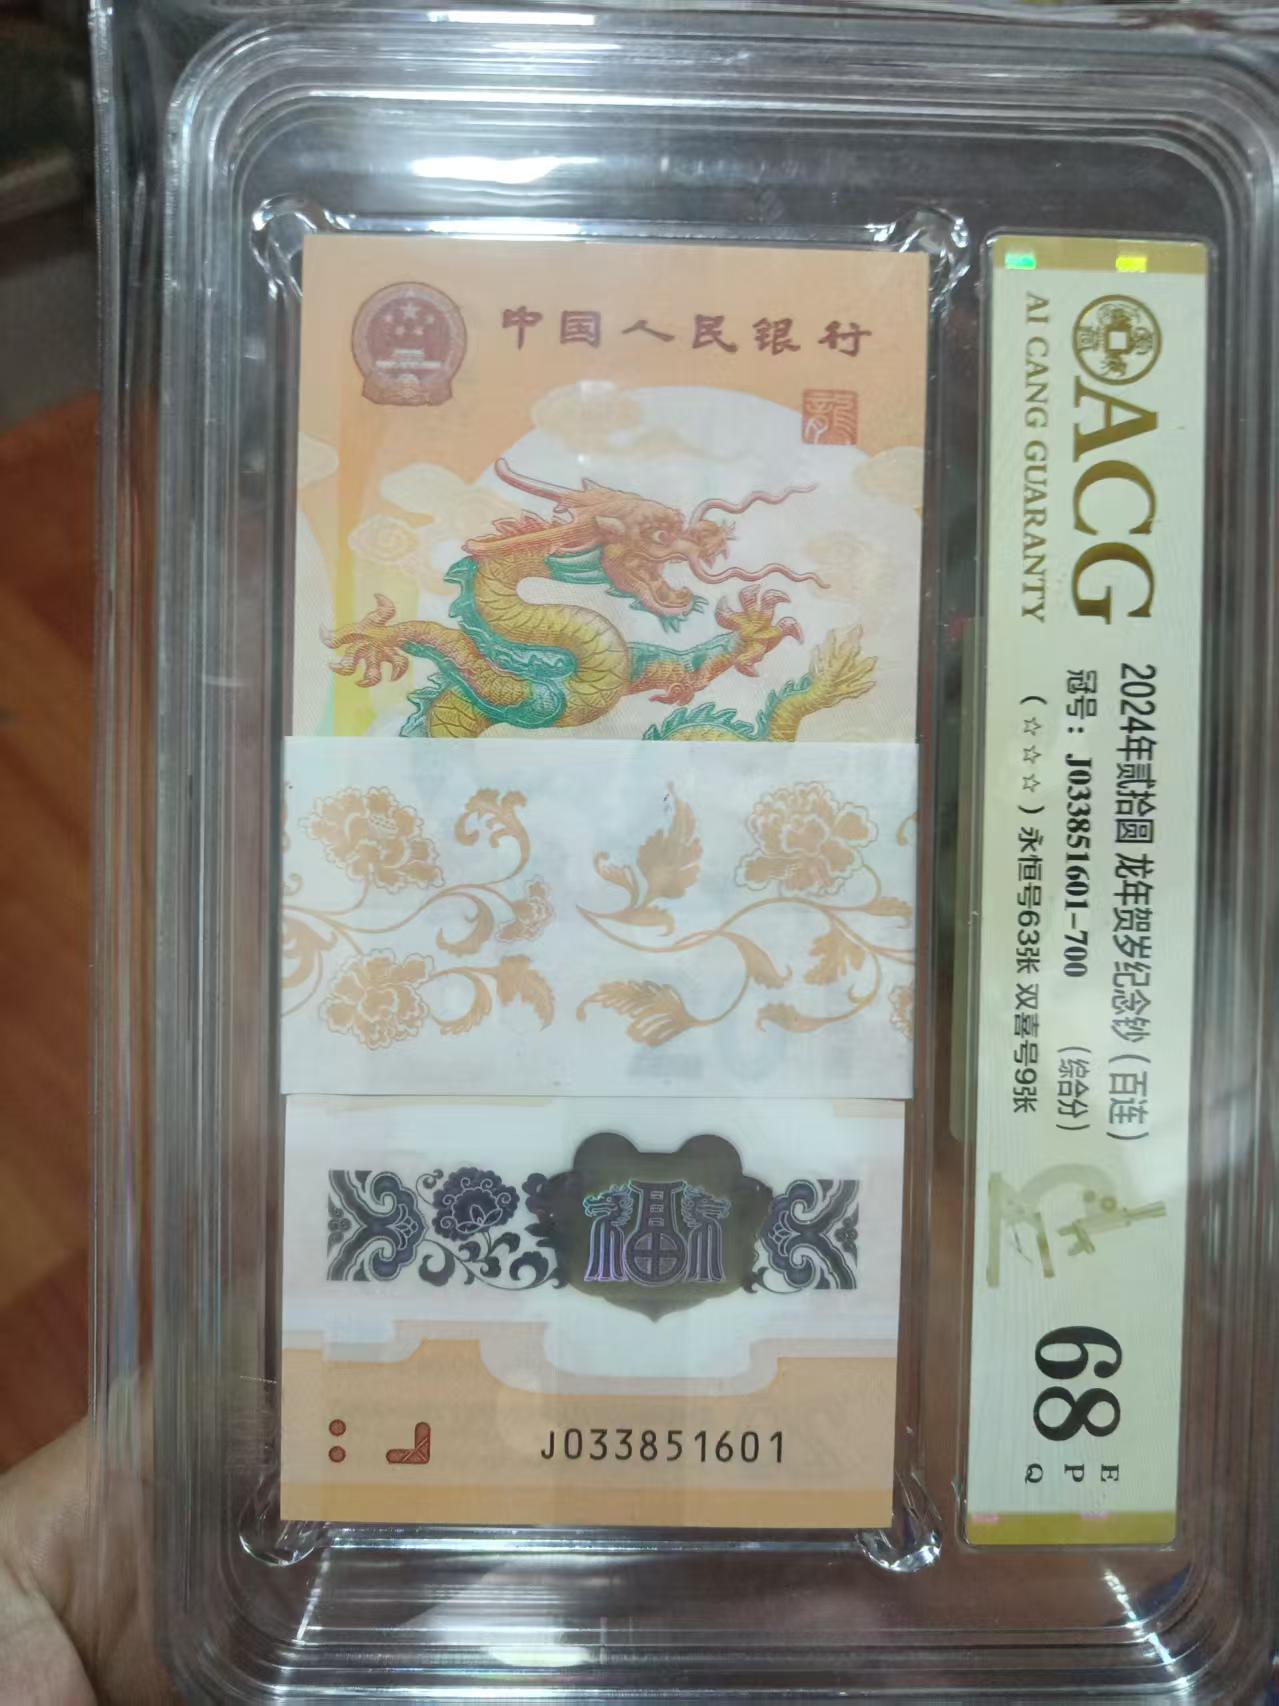 中国人民银行
龍
福
J033851601
ACG
AI CANG GUARANTY
2024年贰拾圆 龙年贺岁纪念钞（百连）
冠号：J033851601-700 （综合分）
（☆☆☆）永恒号63张 双喜号9张
68
E
P
Q